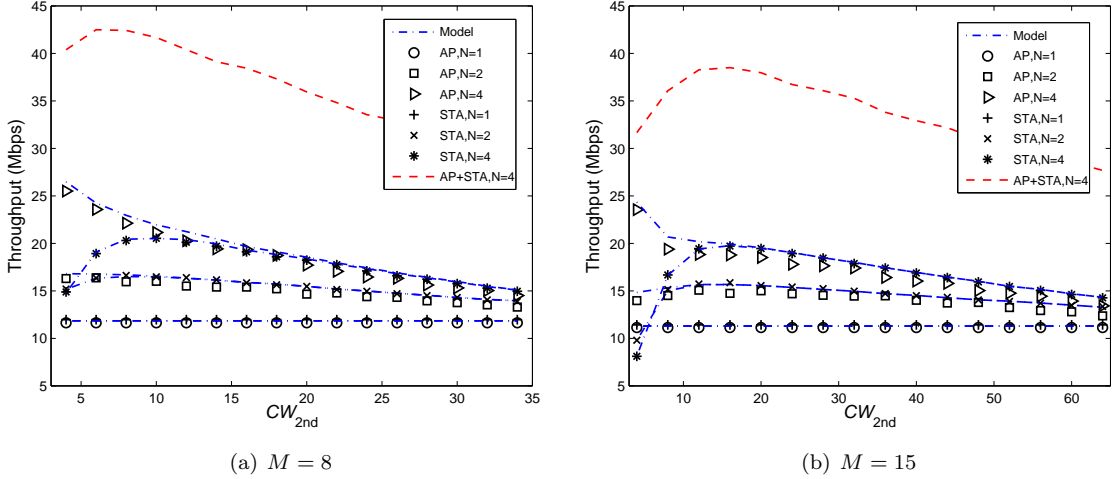 45
40
35
30
25
20
15
10
5
Throughput (Mbps)
5 10 15 20 25 30 35
CW2nd
Model
AP,N=1
AP,N=2
AP,N=4
STA,N=1
STA,N=2
STA,N=4
AP+STA,N=4
(a) M = 8
45
40
35
30
25
20
15
10
5
Throughput (Mbps)
10 20 30 40 50 60
CW2nd
Model
AP,N=1
AP,N=2
AP,N=4
STA,N=1
STA,N=2
STA,N=4
AP+STA,N=4
(b) M = 15